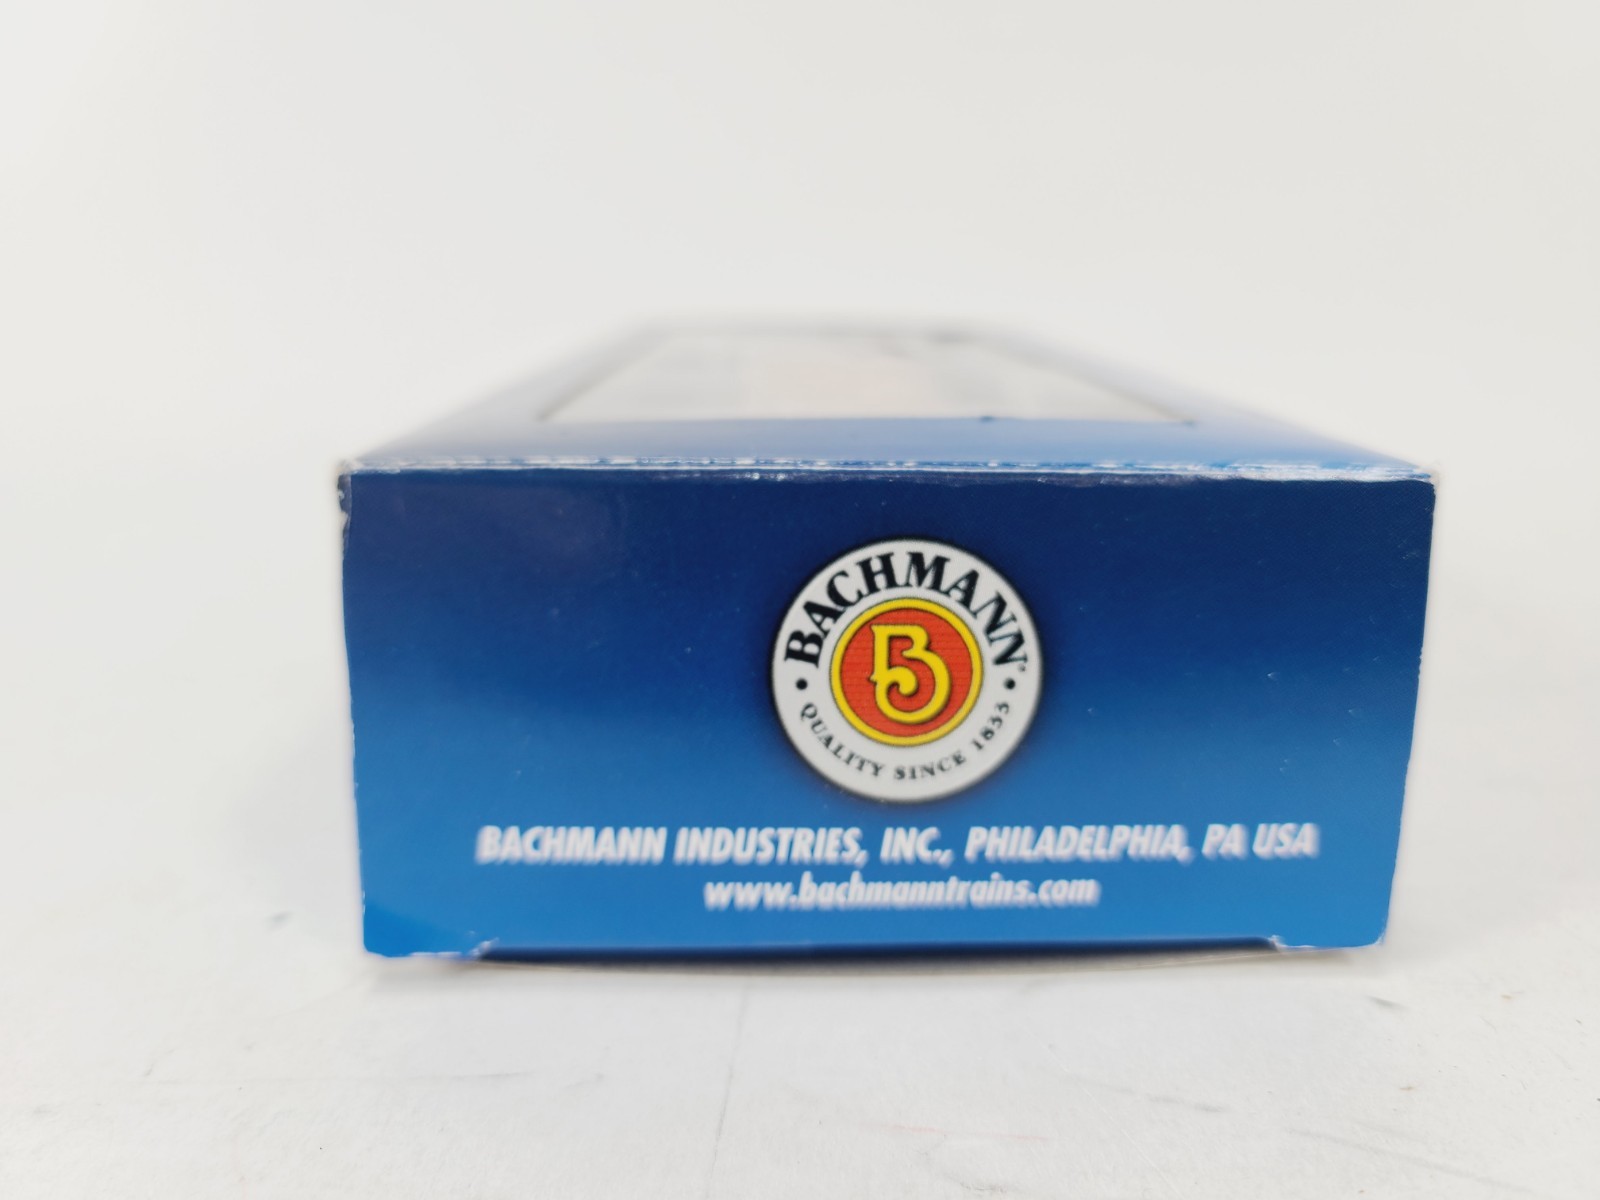 BACHMANN
B
• QUALITY SINCE 1833 •
BACHMANN INDUSTRIES, INC., PHILADELPHIA, PA USA
www.bachmanntrains.com